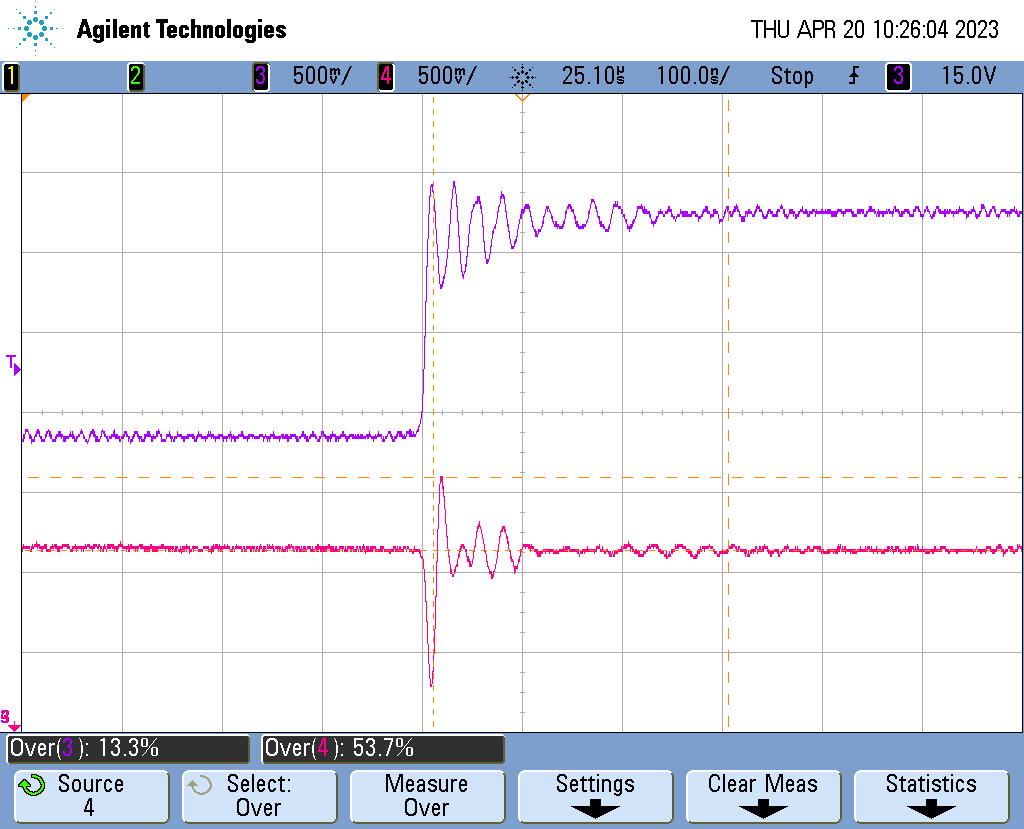 Agilent Technologies
THU APR 20 10:26:04 2023
1 2 3 500mV/ 4 500mV/ 25.10µs 100.0ns/ Stop 3 15.0V
T
Over(3): 13.3% Over(4): 53.7%
Source Select: Measure Settings Clear Meas Statistics
4 Over Over